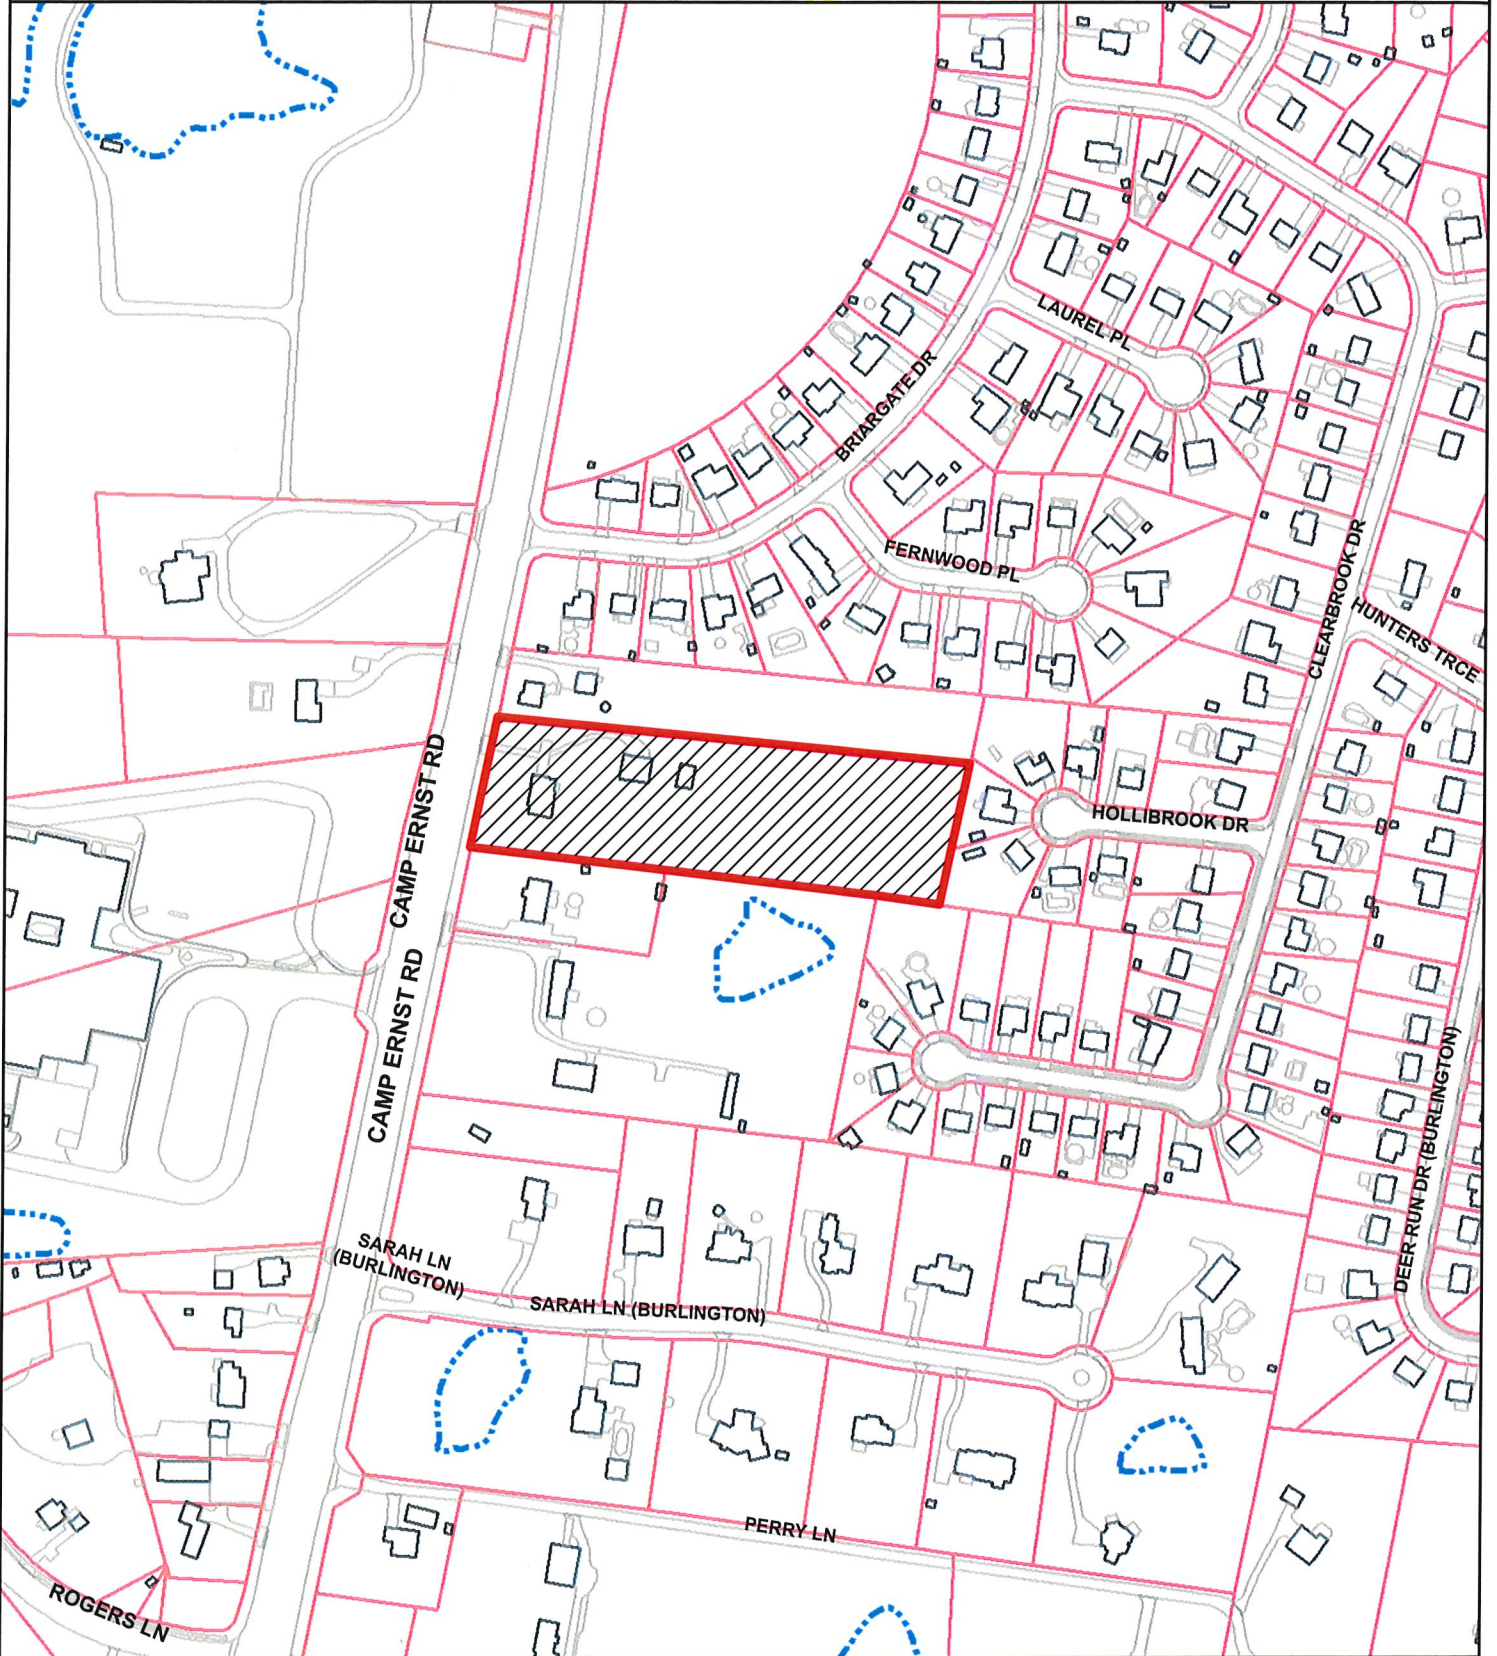 LAUREL PL
BRIARGATE DR
FERNWOOD PL
CLEARBROOK DR
HUNTERS TRCE
CAMP ERNST RD
HOLLIBROOK DR
CAMP ERNST RD
DEER RUN DR (BURLINGTON)
SARAH LN
(BURLINGTON)
SARAH LN (BURLINGTON)
PERRY LN
ROGERS LN